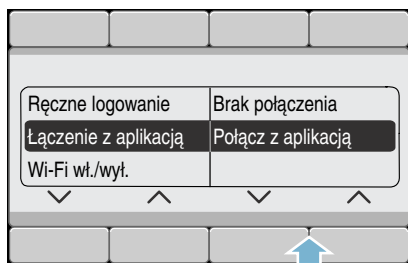 Ręczne logowanie Brak połączenia
Łączenie z aplikacją Połącz z aplikacją
Wi-Fi wł./wył.